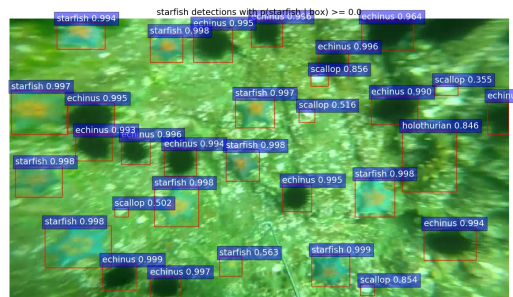 starfish detections with p(starfish | box) >= 0.0
starfish 0.994
echinus 0.964
starfish 0.998
echinus 0.995
echinus 0.996
scallop 0.856
scallop 0.355
starfish 0.997
echinus 0.995
starfish 0.997
scallop 0.516
echinus 0.990
echinus 0.993
echinus 0.996
echinus 0.994
starfish 0.998
holothurian 0.846
starfish 0.998
starfish 0.998
echinus 0.995
starfish 0.998
scallop 0.502
starfish 0.998
echinus 0.994
echinus 0.999
echinus 0.997
starfish 0.563
starfish 0.999
scallop 0.854